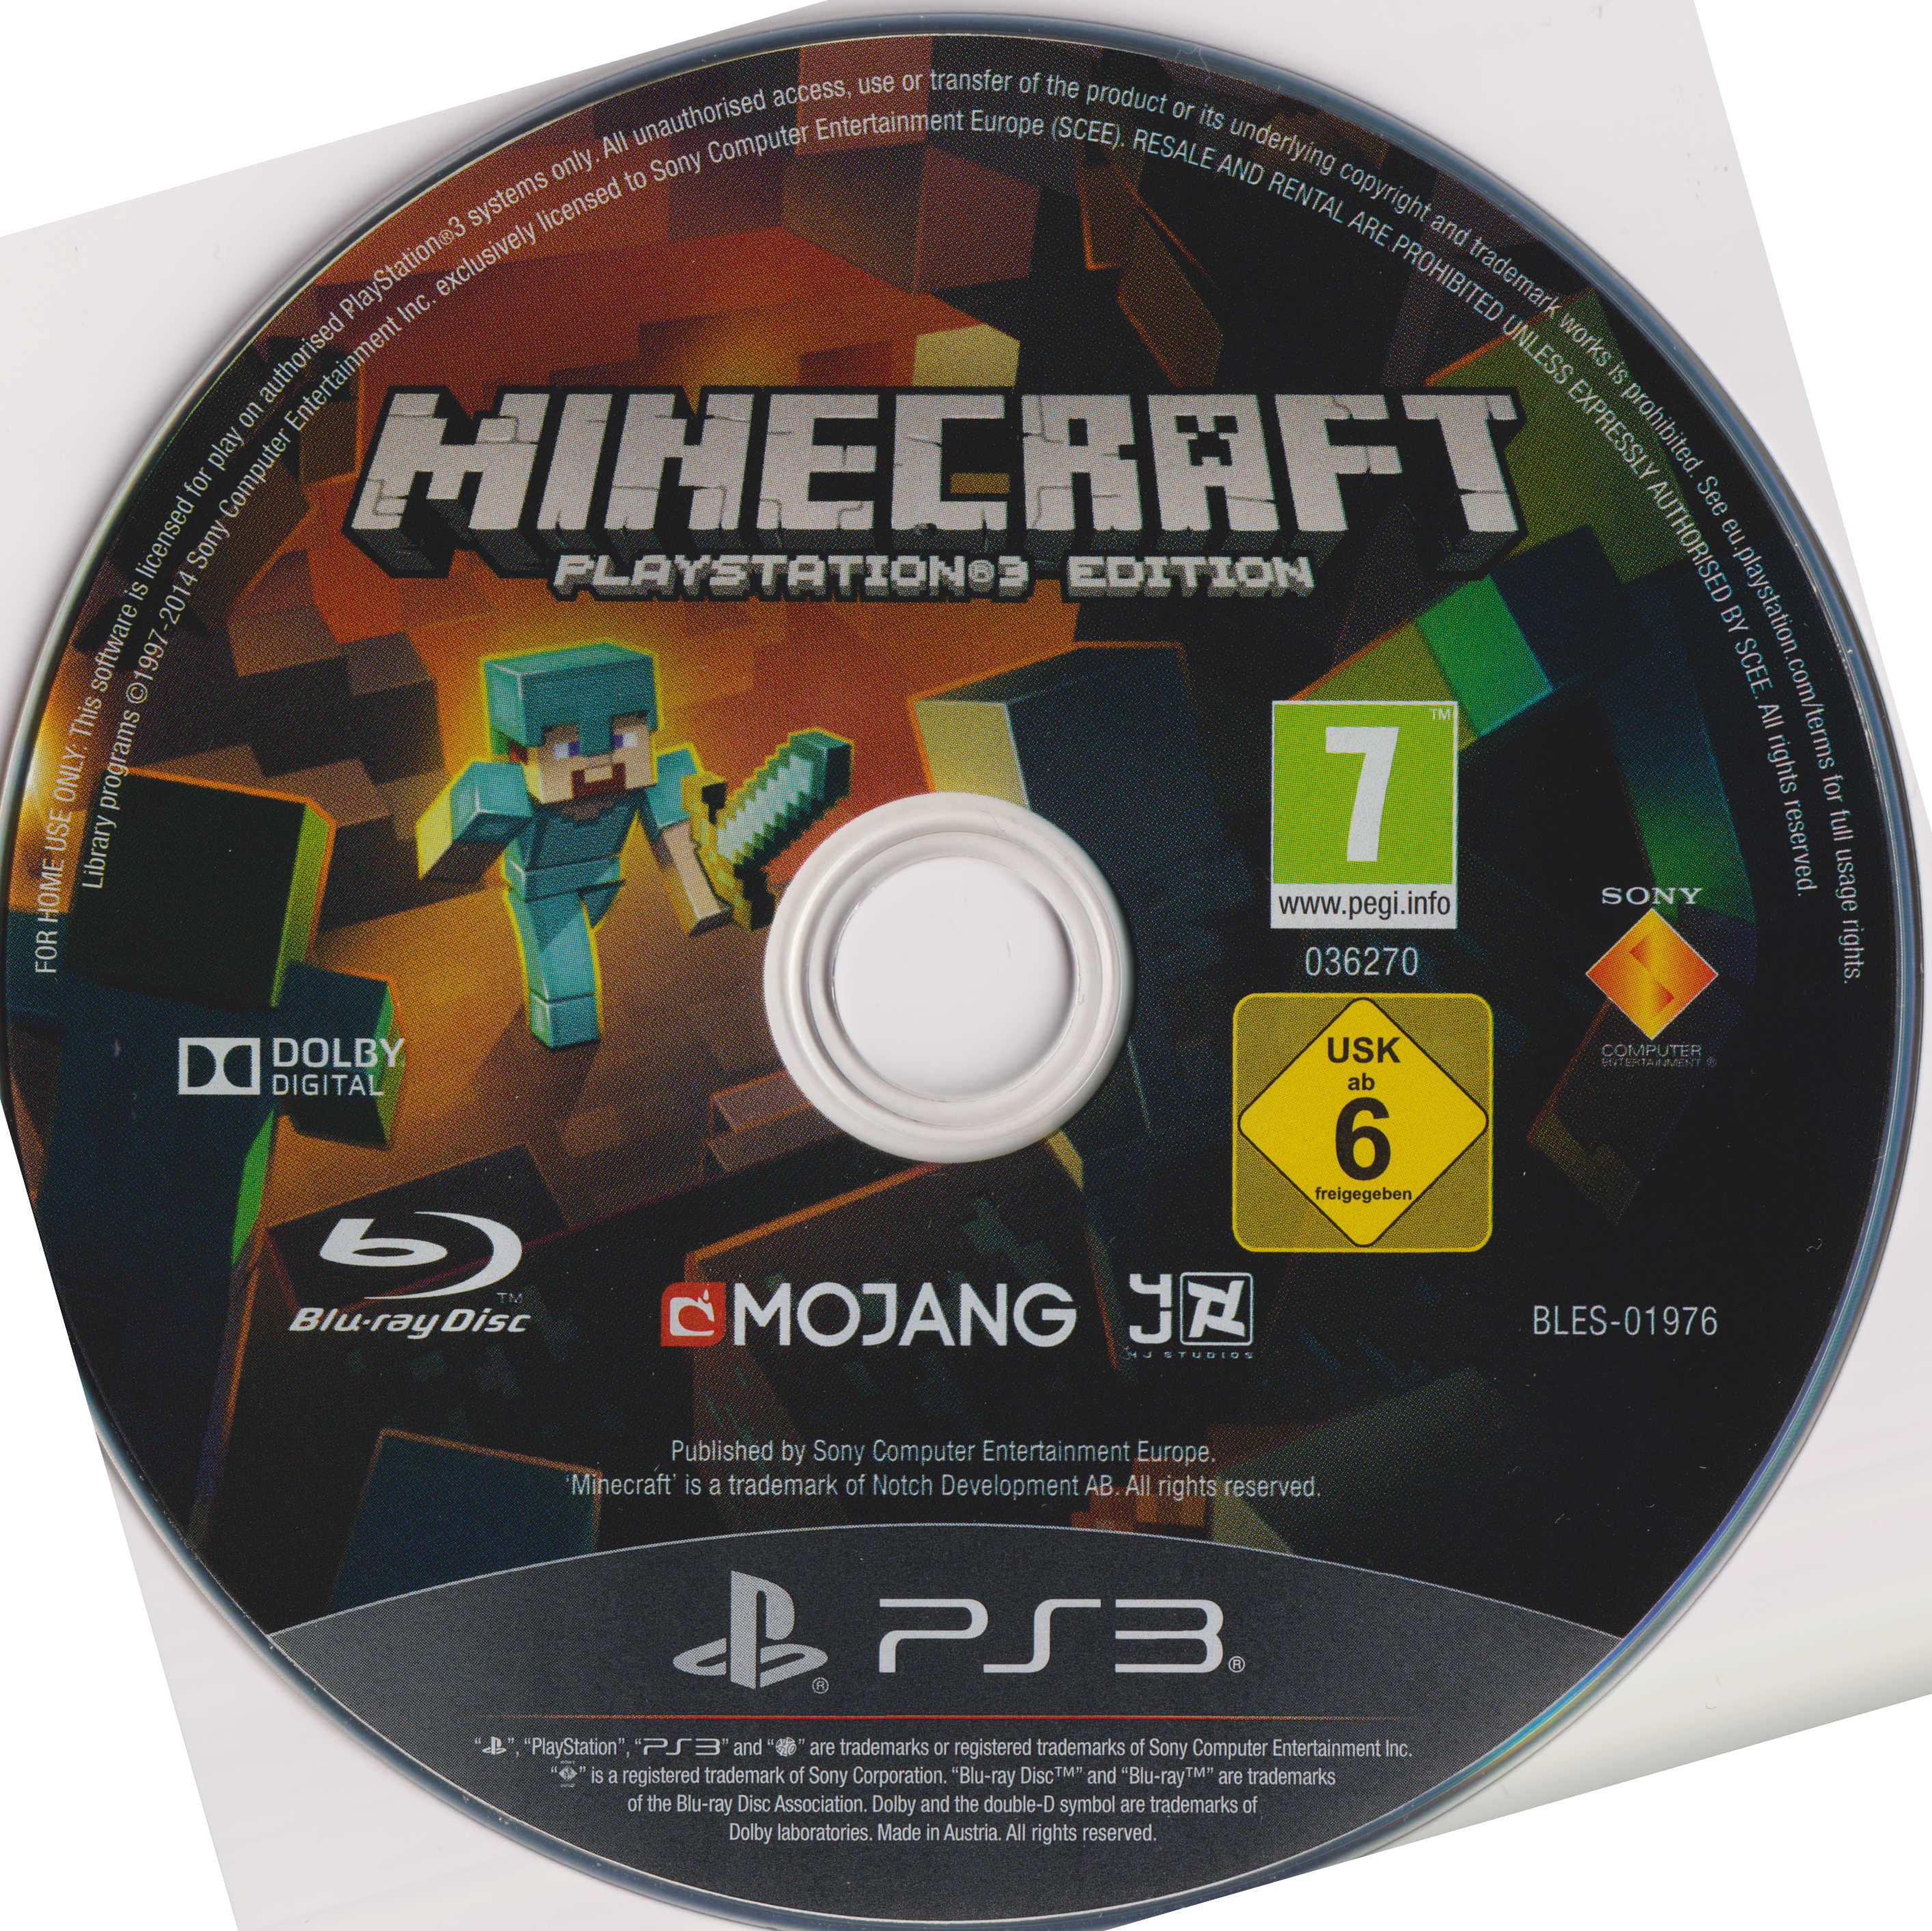 FOR HOME USE ONLY: This software is licensed for play on authorised PlayStation®3 systems only. All unauthorised access, use or transfer of the product or its underlying copyright and trademark works is prohibited. See eu.playstation.com/terms for full usage rights.
Library programs ©1997-2014 Sony Computer Entertainment Inc. exclusively licensed to Sony Computer Entertainment Europe (SCEE). RESALE AND RENTAL ARE PROHIBITED UNLESS EXPRESSLY AUTHORISED BY SCEE. All rights reserved.
MINECRAFT
PLAYSTATION®3 EDITION
7™
www.pegi.info
036270
SONY
COMPUTER
ENTERTAINMENT ®
DOLBY
DIGITAL
USK
ab
6
freigegeben
Blu-ray Disc™
MOJANG
4J
4J STUDIOS
BLES-01976
Published by Sony Computer Entertainment Europe.
‘Minecraft’ is a trademark of Notch Development AB. All rights reserved.
® PS3®
“ ”, “PlayStation”, “PS3” and “ ” are trademarks or registered trademarks of Sony Computer Entertainment Inc.
“ ” is a registered trademark of Sony Corporation. “Blu-ray Disc™” and “Blu-ray™” are trademarks
of the Blu-ray Disc Association. Dolby and the double-D symbol are trademarks of
Dolby laboratories. Made in Austria. All rights reserved.